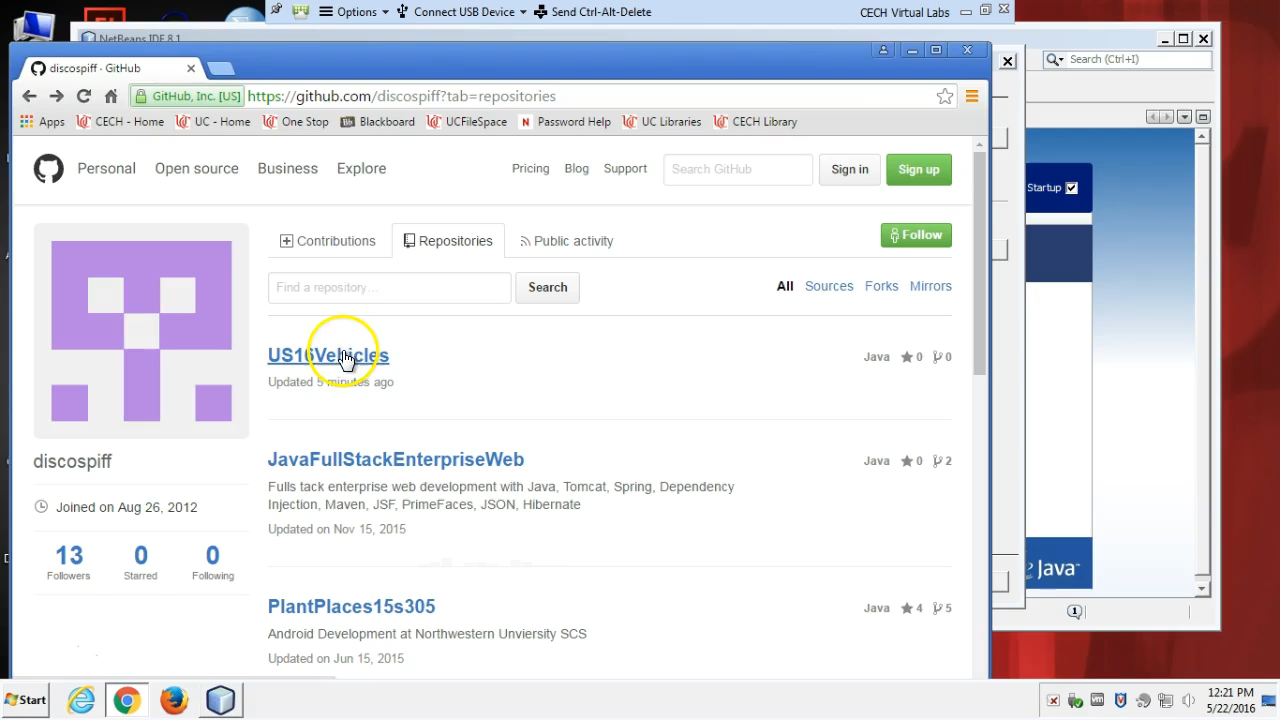 Options
Connect USB Device
Send Ctrl-Alt-Delete
CECH Virtual Labs
NetBeans IDE 8.1
discospiff · GitHub
Search (Ctrl+I)
GitHub, Inc. [US]
https://github.com/discospiff?tab=repositories
Apps
CECH - Home
UC - Home
One Stop
Blackboard
UCFileSpace
Password Help
UC Libraries
CECH Library
Personal
Open source
Business
Explore
Pricing
Blog
Support
Search GitHub
Sign in
Sign up
Startup
Contributions
Repositories
Public activity
Follow
Find a repository...
Search
All
Sources
Forks
Mirrors
US16Vehicles
Java 0 0
Updated 5 minutes ago
discospiff
JavaFullStackEnterpriseWeb
Java 0 2
Fulls tack enterprise web development with Java, Tomcat, Spring, Dependency
Injection, Maven, JSF, PrimeFaces, JSON, Hibernate
Updated on Nov 15, 2015
Joined on Aug 26, 2012
13
Followers
0
Starred
0
Following
PlantPlaces15s305
Java 4 5
Android Development at Northwestern Unviersity SCS
Updated on Jun 15, 2015
Java
Start
12:21 PM
5/22/2016